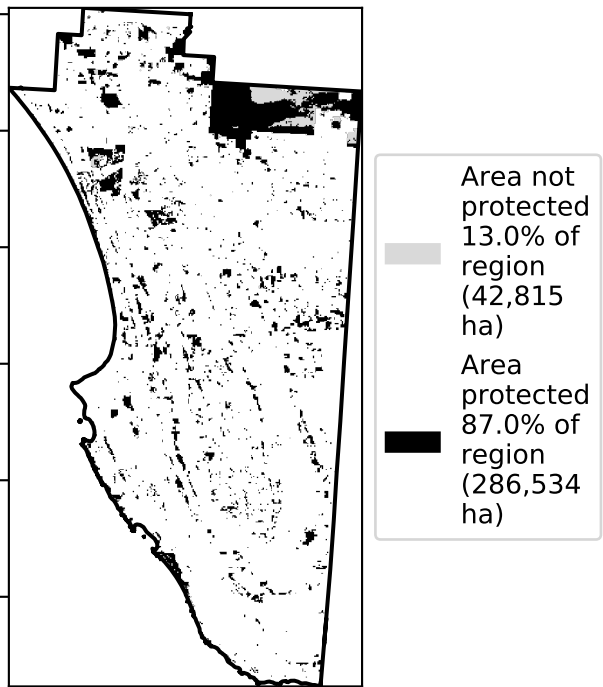 Area not
protected
13.0% of
region
(42,815
ha)
Area
protected
87.0% of
region
(286,534
ha)